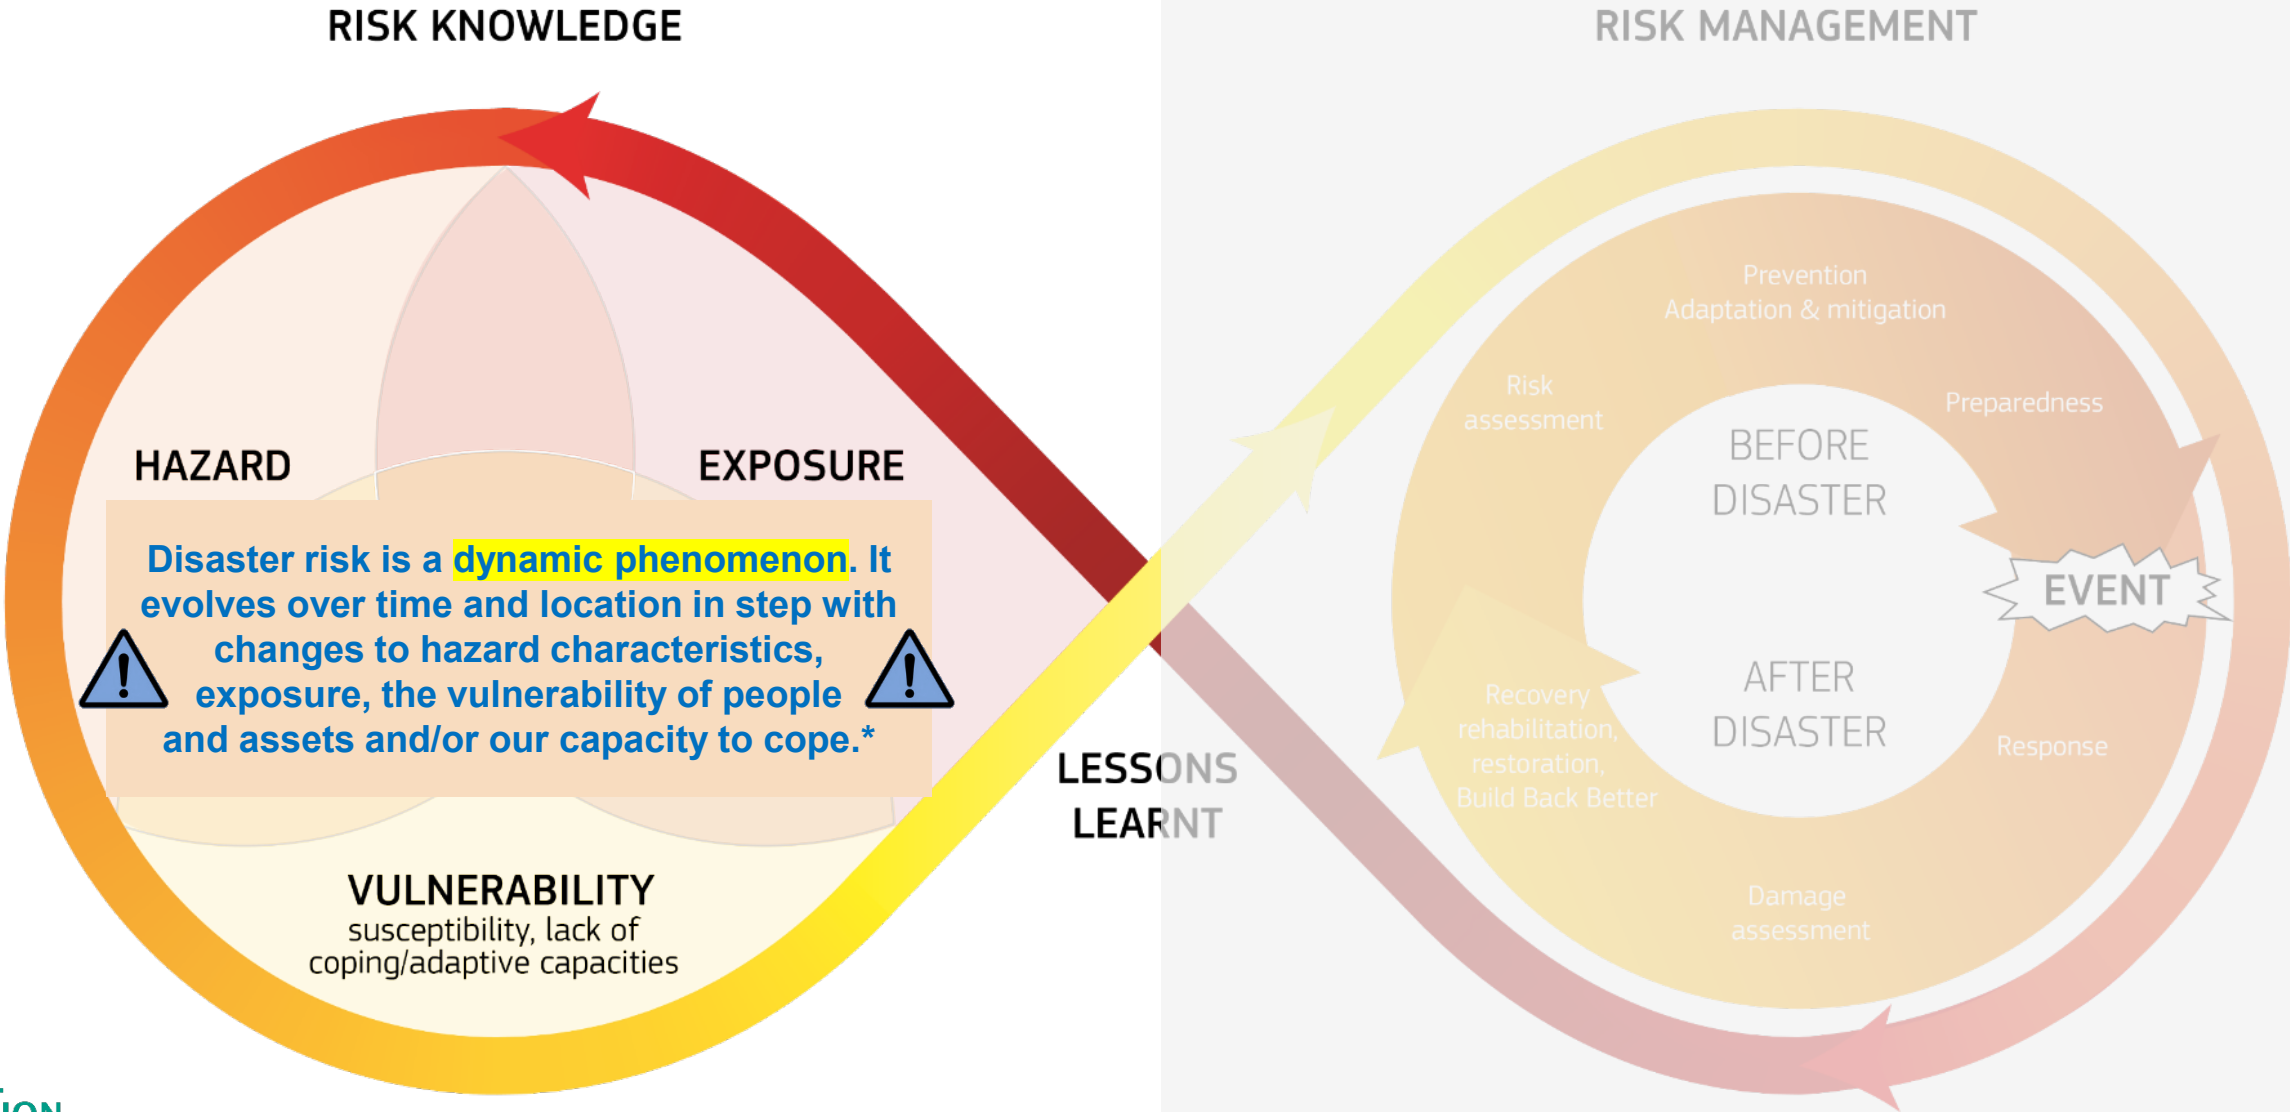 RISK KNOWLEDGE
HAZARD
EXPOSURE
Disaster risk is a dynamic phenomenon. It
evolves over time and location in step with
changes to hazard characteristics,
exposure, the vulnerability of people
and assets and/or our capacity to cope.*
VULNERABILITY
susceptibility, lack of
coping/adaptive capacities
LESSONS
LEARNT
RISK MANAGEMENT
Prevention
Adaptation & mitigation
Risk
assessment
Preparedness
BEFORE
DISASTER
EVENT
AFTER
DISASTER
Recovery
rehabilitation,
restoration,
Build Back Better
Response
Damage
assessment